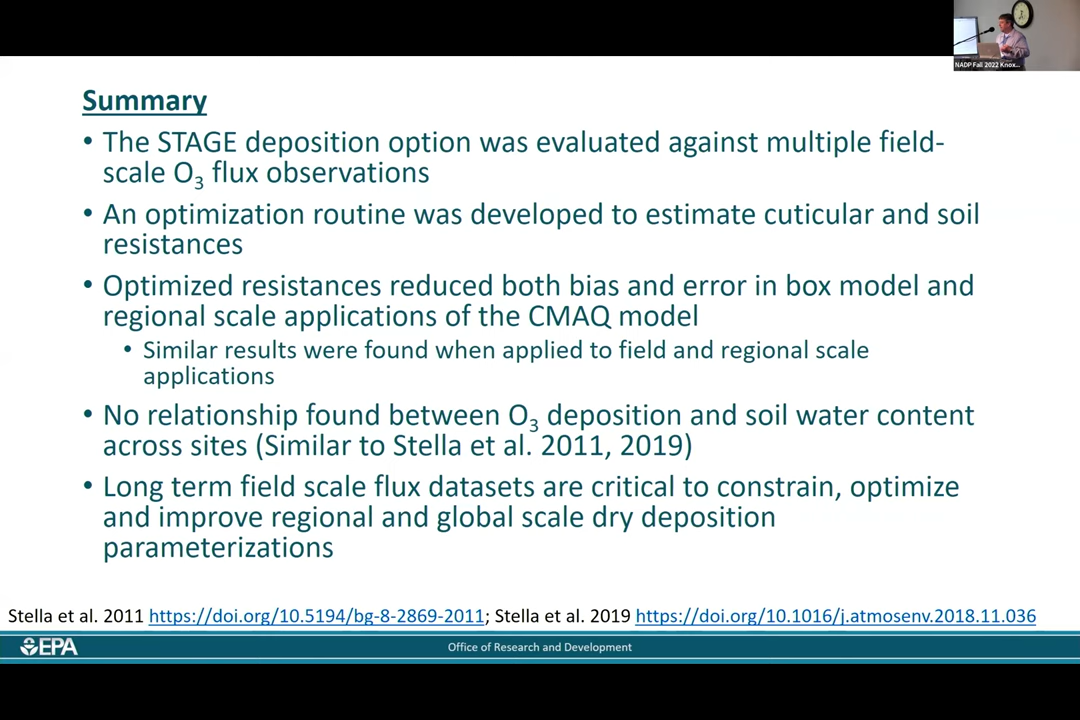 NADP Fall 2022 Knox...
Summary
• The STAGE deposition option was evaluated against multiple field-
scale O₃ flux observations
• An optimization routine was developed to estimate cuticular and soil
resistances
• Optimized resistances reduced both bias and error in box model and
regional scale applications of the CMAQ model
• Similar results were found when applied to field and regional scale
applications
• No relationship found between O₃ deposition and soil water content
across sites (Similar to Stella et al. 2011, 2019)
• Long term field scale flux datasets are critical to constrain, optimize
and improve regional and global scale dry deposition
parameterizations
Stella et al. 2011 https://doi.org/10.5194/bg-8-2869-2011; Stella et al. 2019 https://doi.org/10.1016/j.atmosenv.2018.11.036
EPA
Office of Research and Development